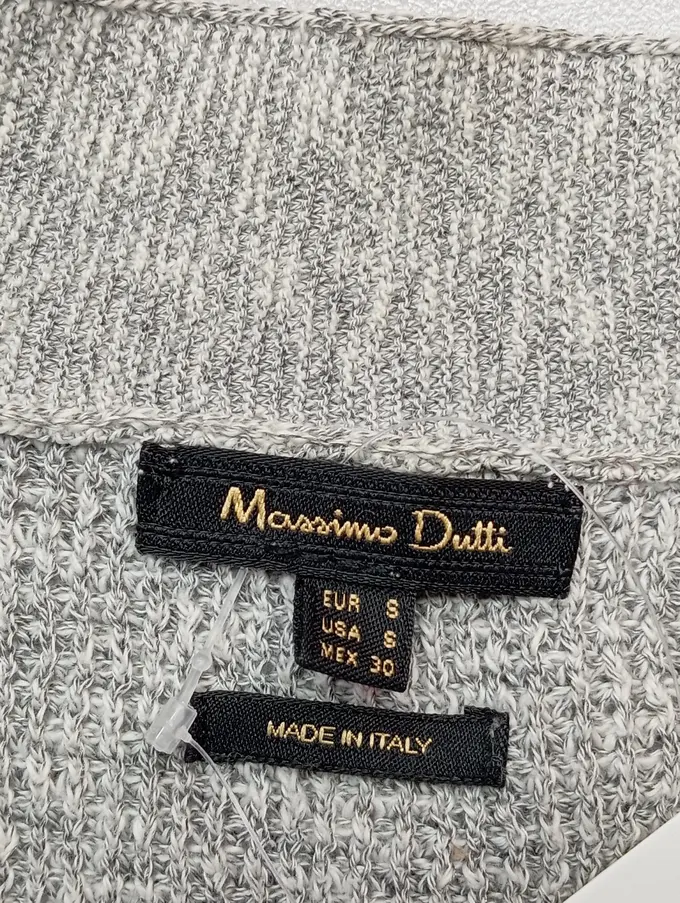 Massimo Dutti
EUR S
USA S
MEX 30
MADE IN ITALY